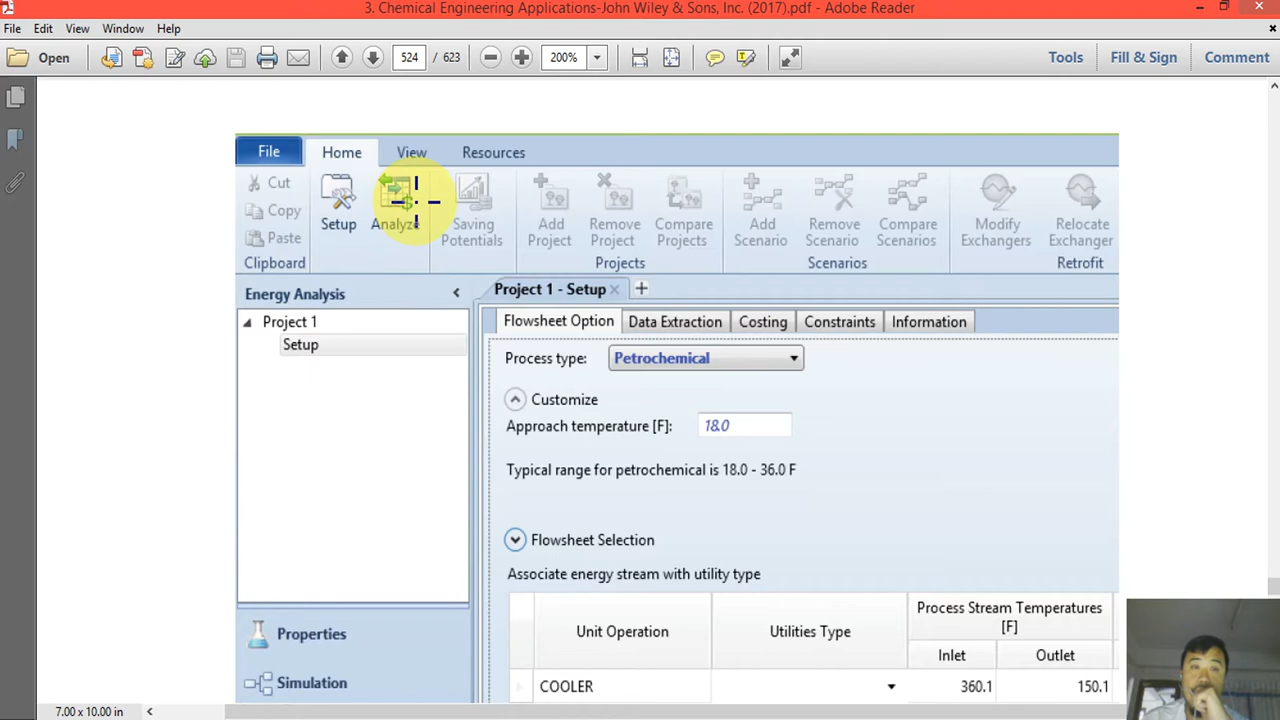 3. Chemical Engineering Applications-John Wiley & Sons, Inc. (2017).pdf - Adobe Reader
File Edit View Window Help
Open 524 / 623 200% Tools Fill & Sign Comment
File Home View Resources
Cut
Copy
Paste
Clipboard
Setup
Analyze
Saving
Potentials
Add
Project
Remove
Project
Compare
Projects
Projects
Add
Scenario
Remove
Scenario
Compare
Scenarios
Scenarios
Modify
Exchangers
Relocate
Exchanger
Retrofit
Energy Analysis
Project 1
Setup
Properties
Simulation
Project 1 - Setup
Flowsheet Option Data Extraction Costing Constraints Information
Process type: Petrochemical
Customize
Approach temperature [F]: 18.0
Typical range for petrochemical is 18.0 - 36.0 F
Flowsheet Selection
Associate energy stream with utility type
Unit Operation
Utilities Type
Process Stream Temperatures
[F]
Inlet Outlet
COOLER 360.1 150.1
7.00 x 10.00 in